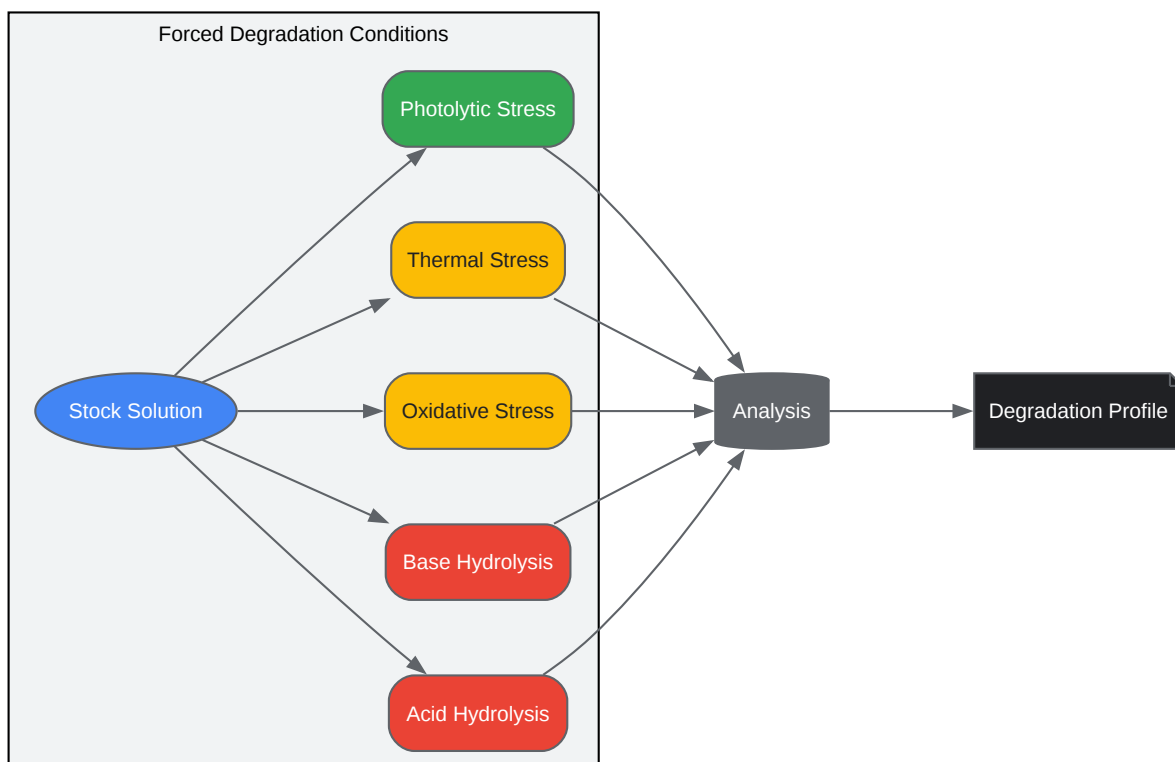 Forced Degradation Conditions
Photolytic Stress
Thermal Stress
Stock Solution
Oxidative Stress
Analysis
Degradation Profile
Base Hydrolysis
Acid Hydrolysis